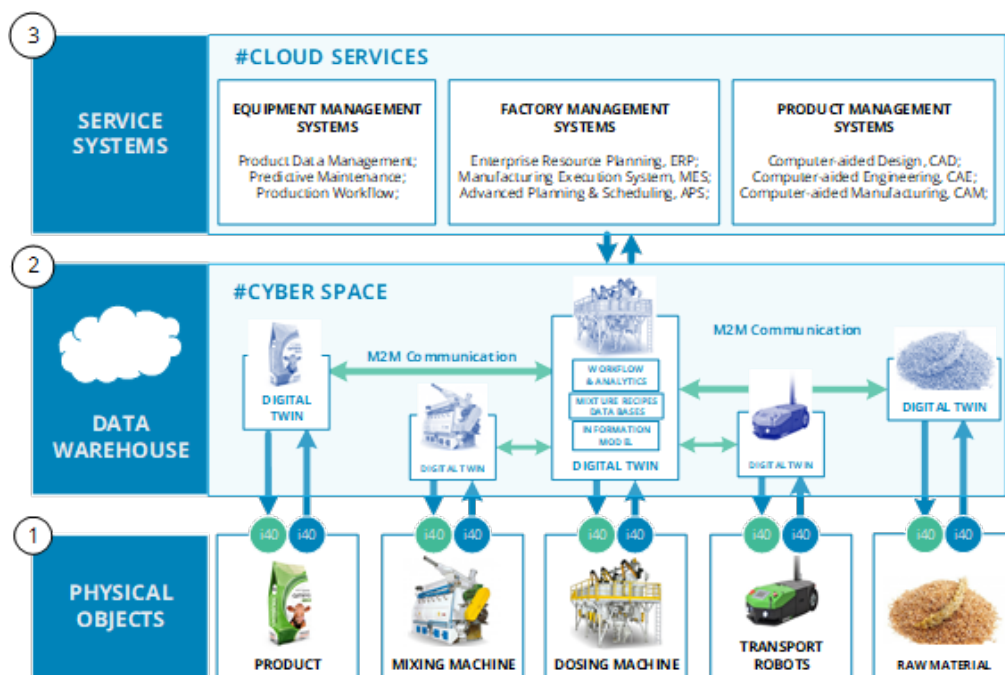 3
#CLOUD SERVICES
SERVICE
SYSTEMS
EQUIPMENT MANAGEMENT
SYSTEMS
Product Data Management;
Predictive Maintenance;
Production Workflow;
FACTORY MANAGEMENT
SYSTEMS
Enterprise Resource Planning, ERP;
Manufacturing Execution System, MES;
Advanced Planning & Scheduling, APS;
PRODUCT MANAGEMENT
SYSTEMS
Computer-aided Design, CAD;
Computer-aided Engineering, CAE;
Computer-aided Manufacturing, CAM;
2
#CYBER SPACE
DATA
WAREHOUSE
M2M Communication
M2M Communication
DIGITAL
TWIN
DIGITAL TWIN
WORKFLOW
& ANALYTICS
MIXTURE RECIPES
DATA BASES
INFORMATION
MODEL
DIGITAL TWIN
DIGITAL TWIN
DIGITAL TWIN
1
PHYSICAL
OBJECTS
i40 i40
i40 i40
i40 i40
i40 i40
i40 i40
PRODUCT
MIXING MACHINE
DOSING MACHINE
TRANSPORT
ROBOTS
RAW MATERIAL